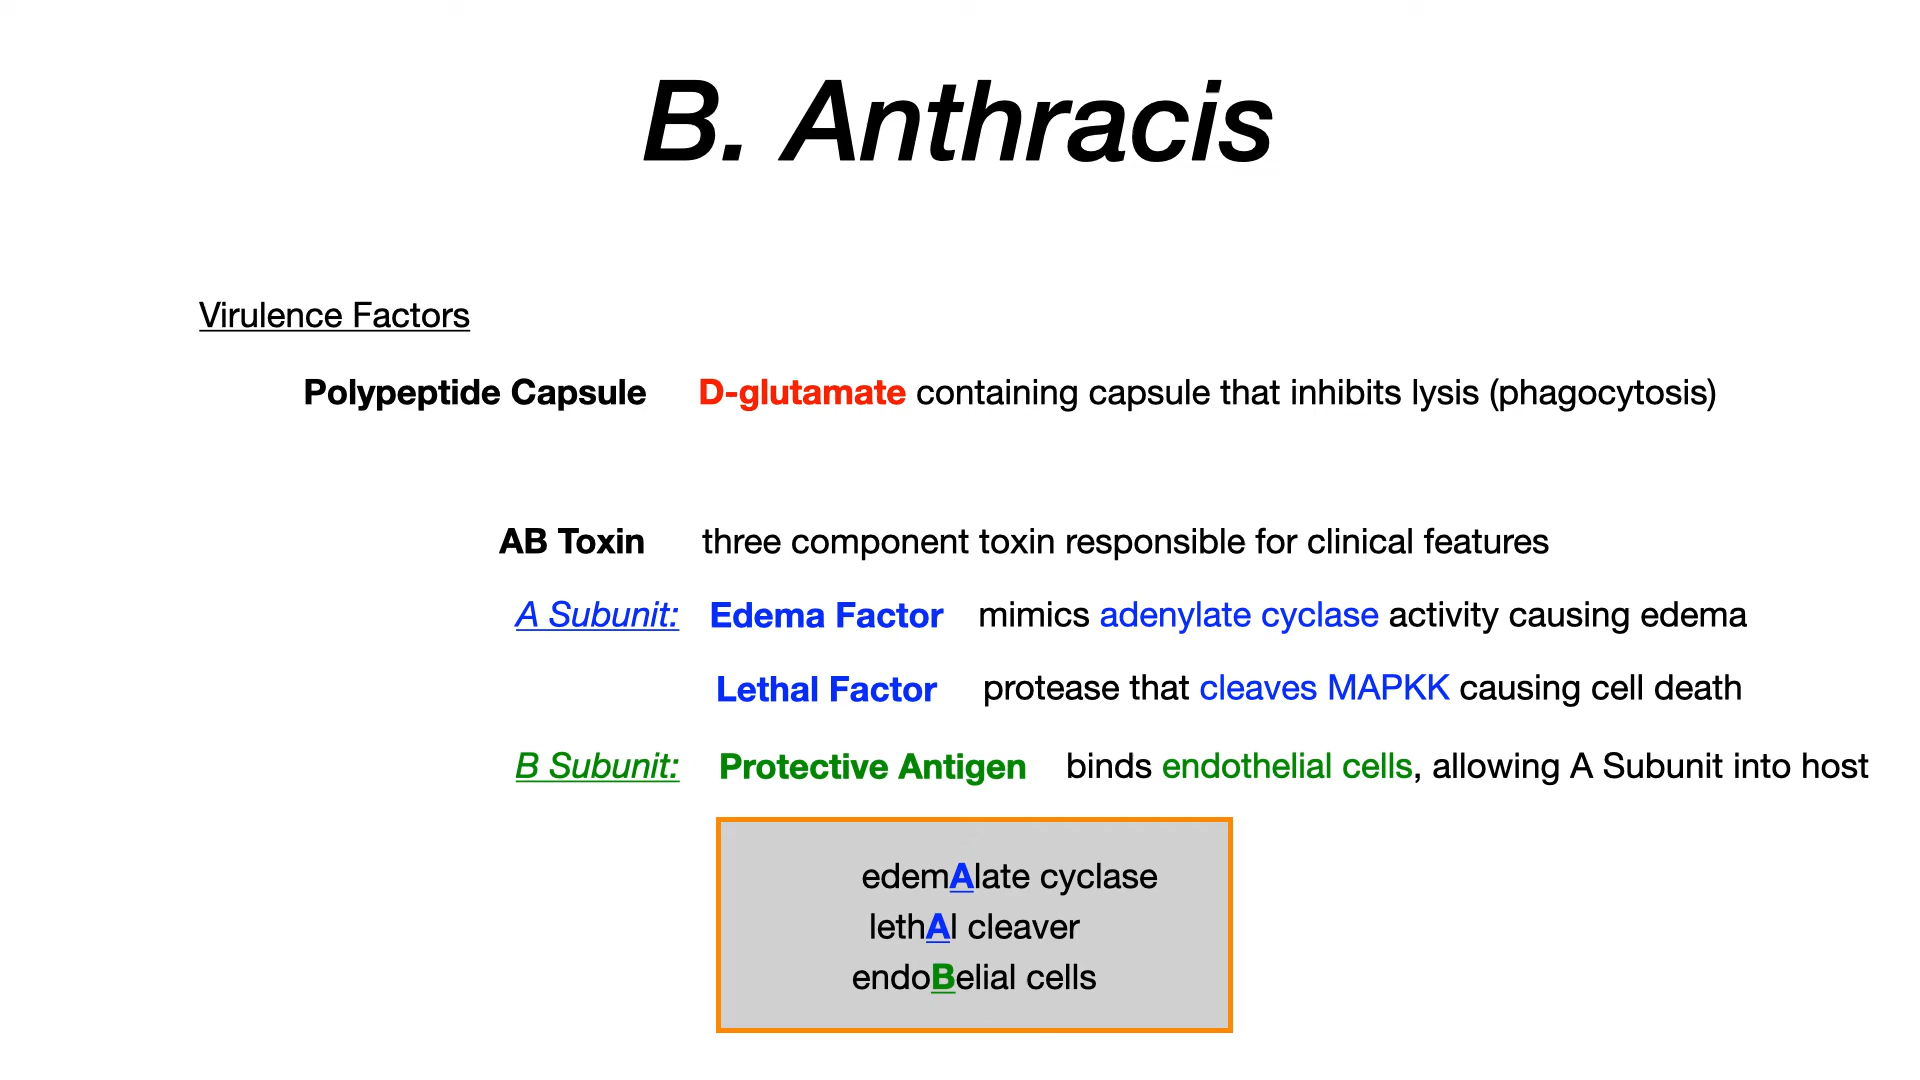 B. Anthracis
Virulence Factors
Polypeptide Capsule D-glutamate containing capsule that inhibits lysis (phagocytosis)
AB Toxin three component toxin responsible for clinical features
A Subunit: Edema Factor mimics adenylate cyclase activity causing edema
Lethal Factor protease that cleaves MAPKK causing cell death
B Subunit: Protective Antigen binds endothelial cells, allowing A Subunit into host
edemAlate cyclase
lethAl cleaver
endoBelial cells